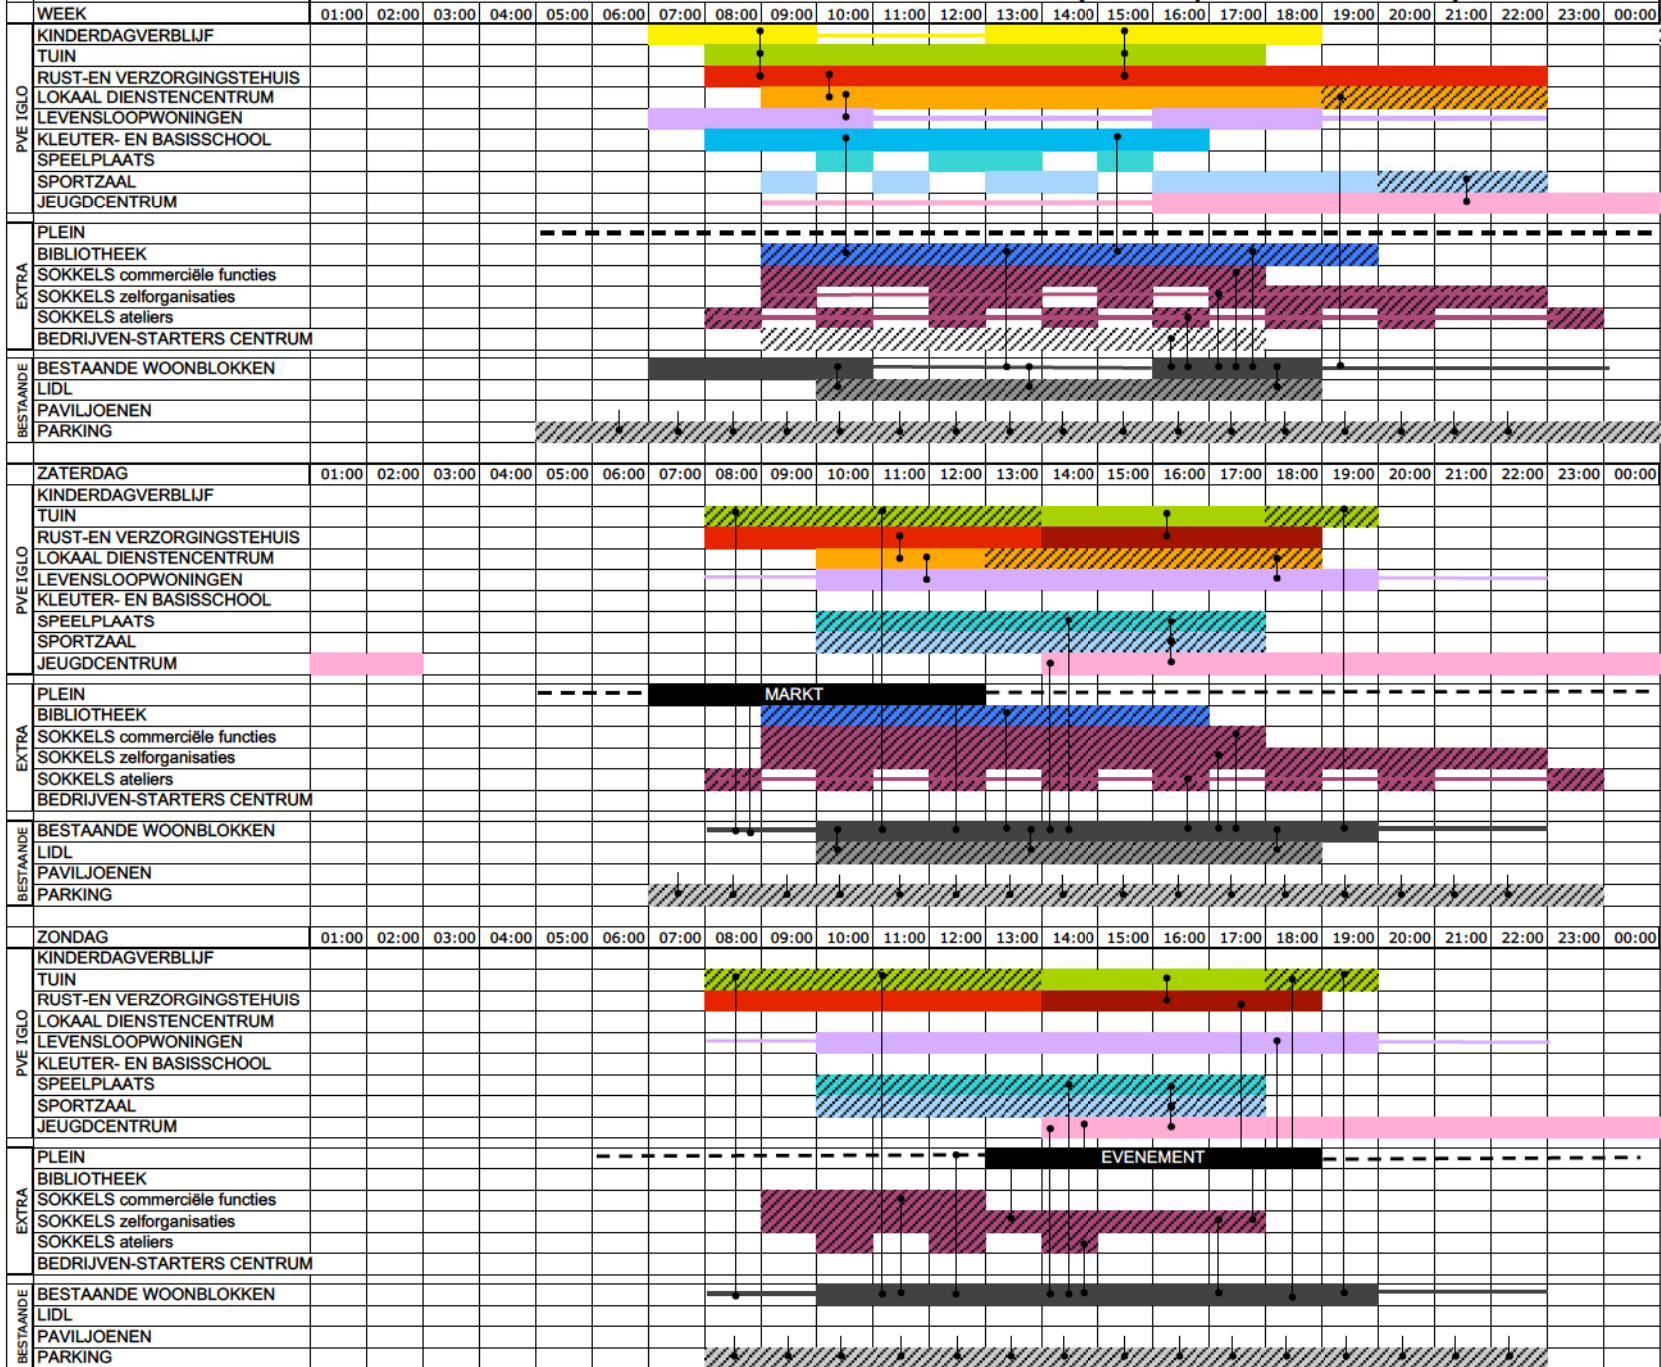 WEEK 01:00 02:00 03:00 04:00 05:00 06:00 07:00 08:00 09:00 10:00 11:00 12:00 13:00 14:00 15:00 16:00 17:00 18:00 19:00 20:00 21:00 22:00 23:00 00:00
PVE IGLO
KINDERDAGVERBLIJF
TUIN
RUST-EN VERZORGINGSTEHUIS
LOKAAL DIENSTENCENTRUM
LEVENSLOOPWONINGEN
KLEUTER- EN BASISSCHOOL
SPEELPLAATS
SPORTZAAL
JEUGDCENTRUM
EXTRA
PLEIN
BIBLIOTHEEK
SOKKELS commerciële functies
SOKKELS zelforganisaties
SOKKELS ateliers
BEDRIJVEN-STARTERS CENTRUM
BESTAANDE
BESTAANDE WOONBLOKKEN
LIDL
PAVILJOENEN
PARKING
ZATERDAG 01:00 02:00 03:00 04:00 05:00 06:00 07:00 08:00 09:00 10:00 11:00 12:00 13:00 14:00 15:00 16:00 17:00 18:00 19:00 20:00 21:00 22:00 23:00 00:00
PVE IGLO
KINDERDAGVERBLIJF
TUIN
RUST-EN VERZORGINGSTEHUIS
LOKAAL DIENSTENCENTRUM
LEVENSLOOPWONINGEN
KLEUTER- EN BASISSCHOOL
SPEELPLAATS
SPORTZAAL
JEUGDCENTRUM
EXTRA
PLEIN MARKT
BIBLIOTHEEK
SOKKELS commerciële functies
SOKKELS zelforganisaties
SOKKELS ateliers
BEDRIJVEN-STARTERS CENTRUM
BESTAANDE
BESTAANDE WOONBLOKKEN
LIDL
PAVILJOENEN
PARKING
ZONDAG 01:00 02:00 03:00 04:00 05:00 06:00 07:00 08:00 09:00 10:00 11:00 12:00 13:00 14:00 15:00 16:00 17:00 18:00 19:00 20:00 21:00 22:00 23:00 00:00
PVE IGLO
KINDERDAGVERBLIJF
TUIN
RUST-EN VERZORGINGSTEHUIS
LOKAAL DIENSTENCENTRUM
LEVENSLOOPWONINGEN
KLEUTER- EN BASISSCHOOL
SPEELPLAATS
SPORTZAAL
JEUGDCENTRUM
EXTRA
PLEIN EVENEMENT
BIBLIOTHEEK
SOKKELS commerciële functies
SOKKELS zelforganisaties
SOKKELS ateliers
BEDRIJVEN-STARTERS CENTRUM
BESTAANDE
BESTAANDE WOONBLOKKEN
LIDL
PAVILJOENEN
PARKING